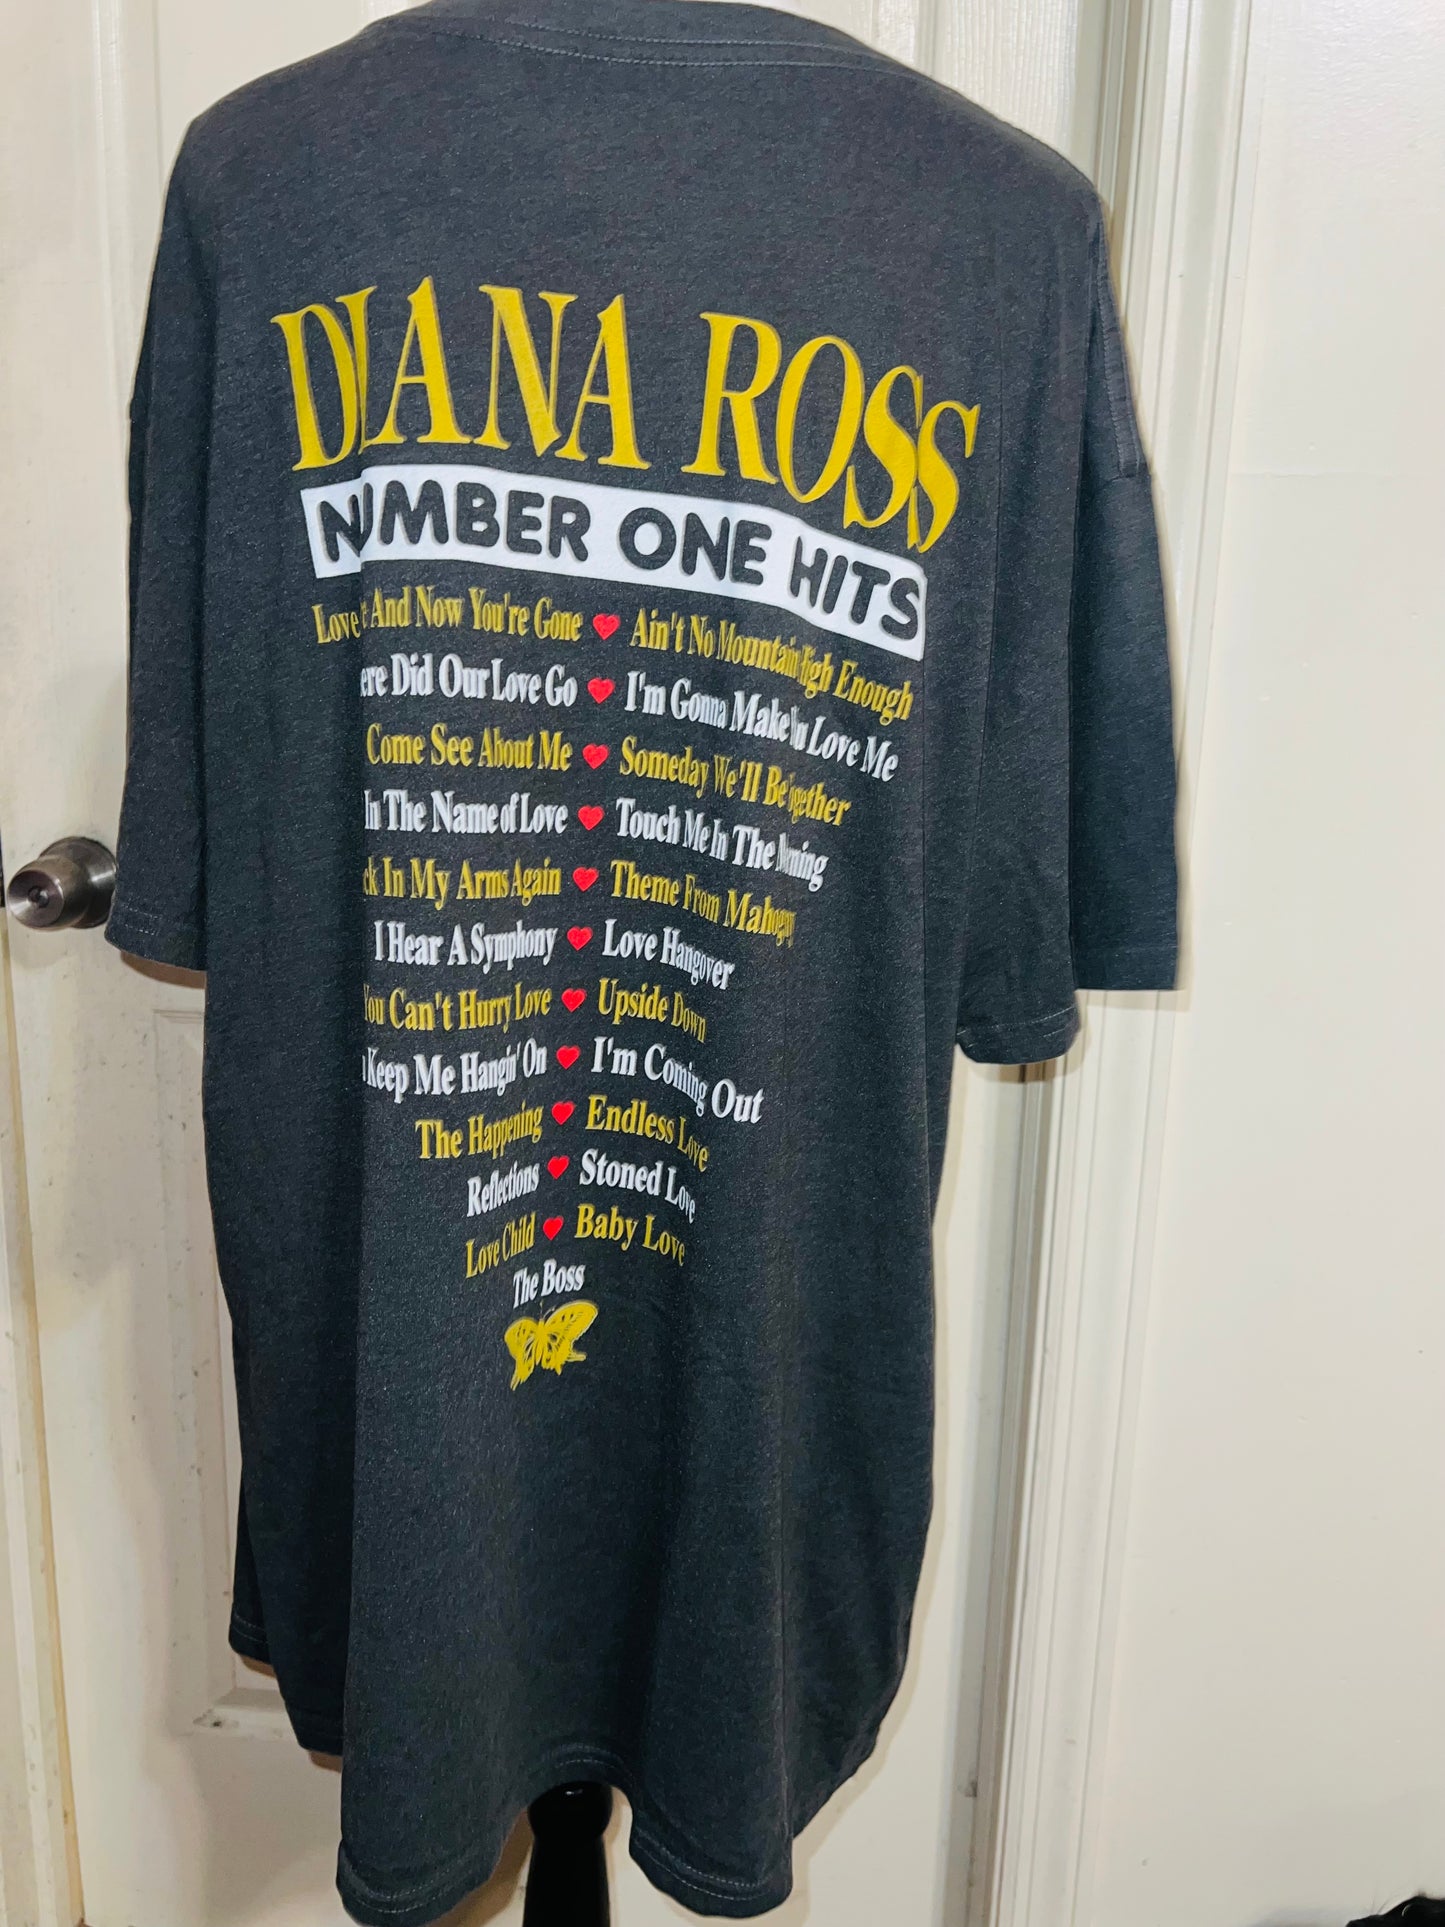 DIANA ROSS
NUMBER ONE HITS
Love And Now You're Gone ❤ Ain't No Mountain High Enough
Did Our Love Go ❤ I'm Gonna Make You Love Me
Come See About Me ❤ Someday We'll Be Together
In The Name of Love ❤ Touch Me In The Morning
In My Arms Again ❤ Theme From Mahogany
I Hear A Symphony ❤ Love Hangover
You Can't Hurry Love ❤ Upside Down
Keep Me Hangin' On ❤ I'm Coming Out
The Happening ❤ Endless Love
Reflections ❤ Stoned Love
Love Child ❤ Baby Love
The Boss